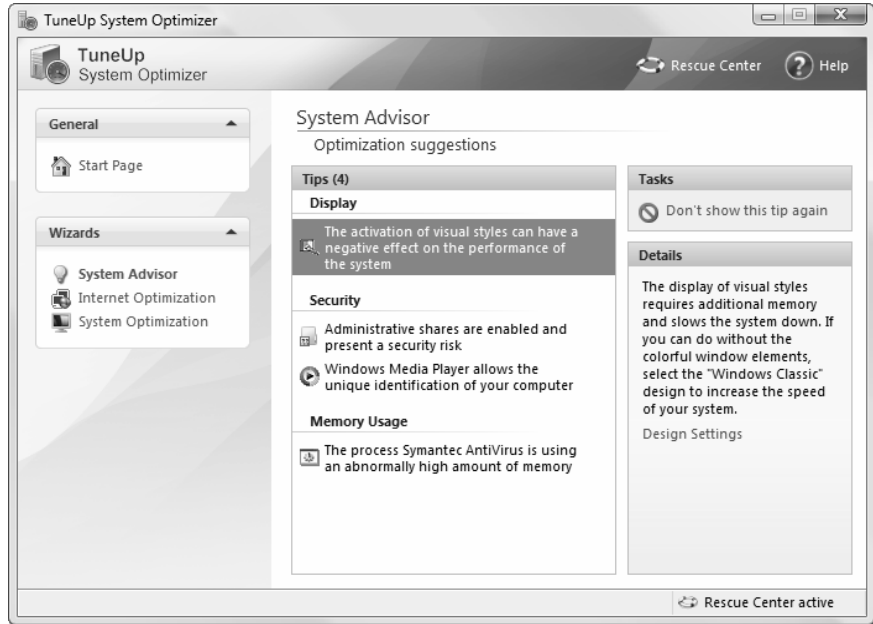 TuneUp System Optimizer
TuneUp
System Optimizer
Rescue Center
Help
General
Start Page
Wizards
System Advisor
Internet Optimization
System Optimization
System Advisor
Optimization suggestions
Tips (4)
Display
The activation of visual styles can have a
negative effect on the performance of
the system
Security
Administrative shares are enabled and
present a security risk
Windows Media Player allows the
unique identification of your computer
Memory Usage
The process Symantec AntiVirus is using
an abnormally high amount of memory
Tasks
Don't show this tip again
Details
The display of visual styles
requires additional memory
and slows the system down. If
you can do without the
colorful window elements,
select the "Windows Classic"
design to increase the speed
of your system.
Design Settings
Rescue Center active